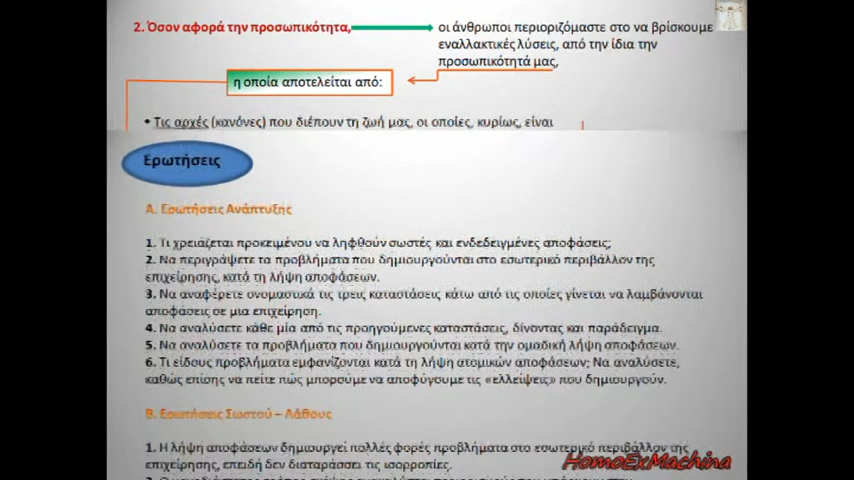 2. Όσον αφορά την προσωπικότητα,
οι άνθρωποι περιοριζόμαστε στο να βρίσκουμε
εναλλακτικές λύσεις, από την ίδια την
προσωπικότητά μας,
η οποία αποτελείται από:
• Τις αρχές (κανόνες) που διέπουν τη ζωή μας, οι οποίες, κυρίως, είναι
Ερωτήσεις
Α. Ερωτήσεις Ανάπτυξης
1. Τι χρειάζεται προκειμένου να ληφθούν σωστές και ενδεδειγμένες αποφάσεις;
2. Να περιγράψετε τα προβλήματα που δημιουργούνται στο εσωτερικό περιβάλλον της
επιχείρησης, κατά τη λήψη αποφάσεων.
3. Να αναφέρετε ονομαστικά τις τρεις καταστάσεις κάτω από τις οποίες γίνεται να λαμβάνονται
αποφάσεις σε μια επιχείρηση.
4. Να αναλύσετε κάθε μία από τις προηγούμενες καταστάσεις, δίνοντας και παράδειγμα.
5. Να αναλύσετε τα προβλήματα που δημιουργούνται κατά την ομαδική λήψη αποφάσεων.
6. Τι είδους προβλήματα εμφανίζονται κατά τη λήψη ατομικών αποφάσεων; Να αναλύσετε,
καθώς επίσης να πείτε πώς μπορούμε να αποφύγουμε τις «ελλείψεις» που δημιουργούν.
Β. Ερωτήσεις Σωστού – Λάθους
1. Η λήψη αποφάσεων δημιουργεί πολλές φορές προβλήματα στο εσωτερικό περιβάλλον της
επιχείρησης, επειδή δεν διαταράσσει τις ισορροπίες.
HomoExMachina